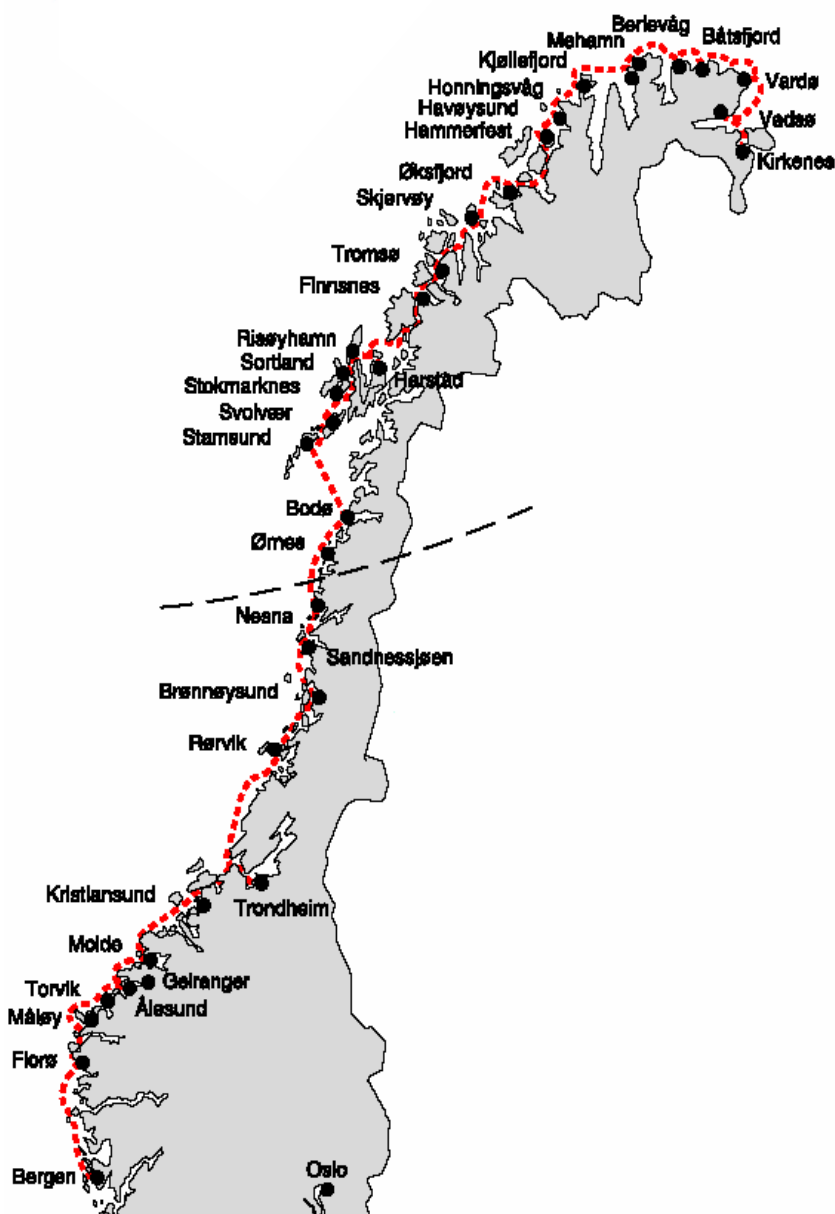 Berlevåg
Mehamn
Båtsfjord
Kjøllefjord
Honningsvåg
Vardø
Havøysund
Vadsø
Hammerfest
Kirkenes
Øksfjord
Skjervøy
Tromsø
Finnsnes
Risøyhamn
Sortland
Harstad
Stokmarknes
Svolvær
Stamsund
Bodø
Ørnes
Nesna
Sandnessjøen
Brønnøysund
Rørvik
Kristiansund
Trondheim
Molde
Geiranger
Torvik
Ålesund
Måløy
Florø
Bergen
Oslo